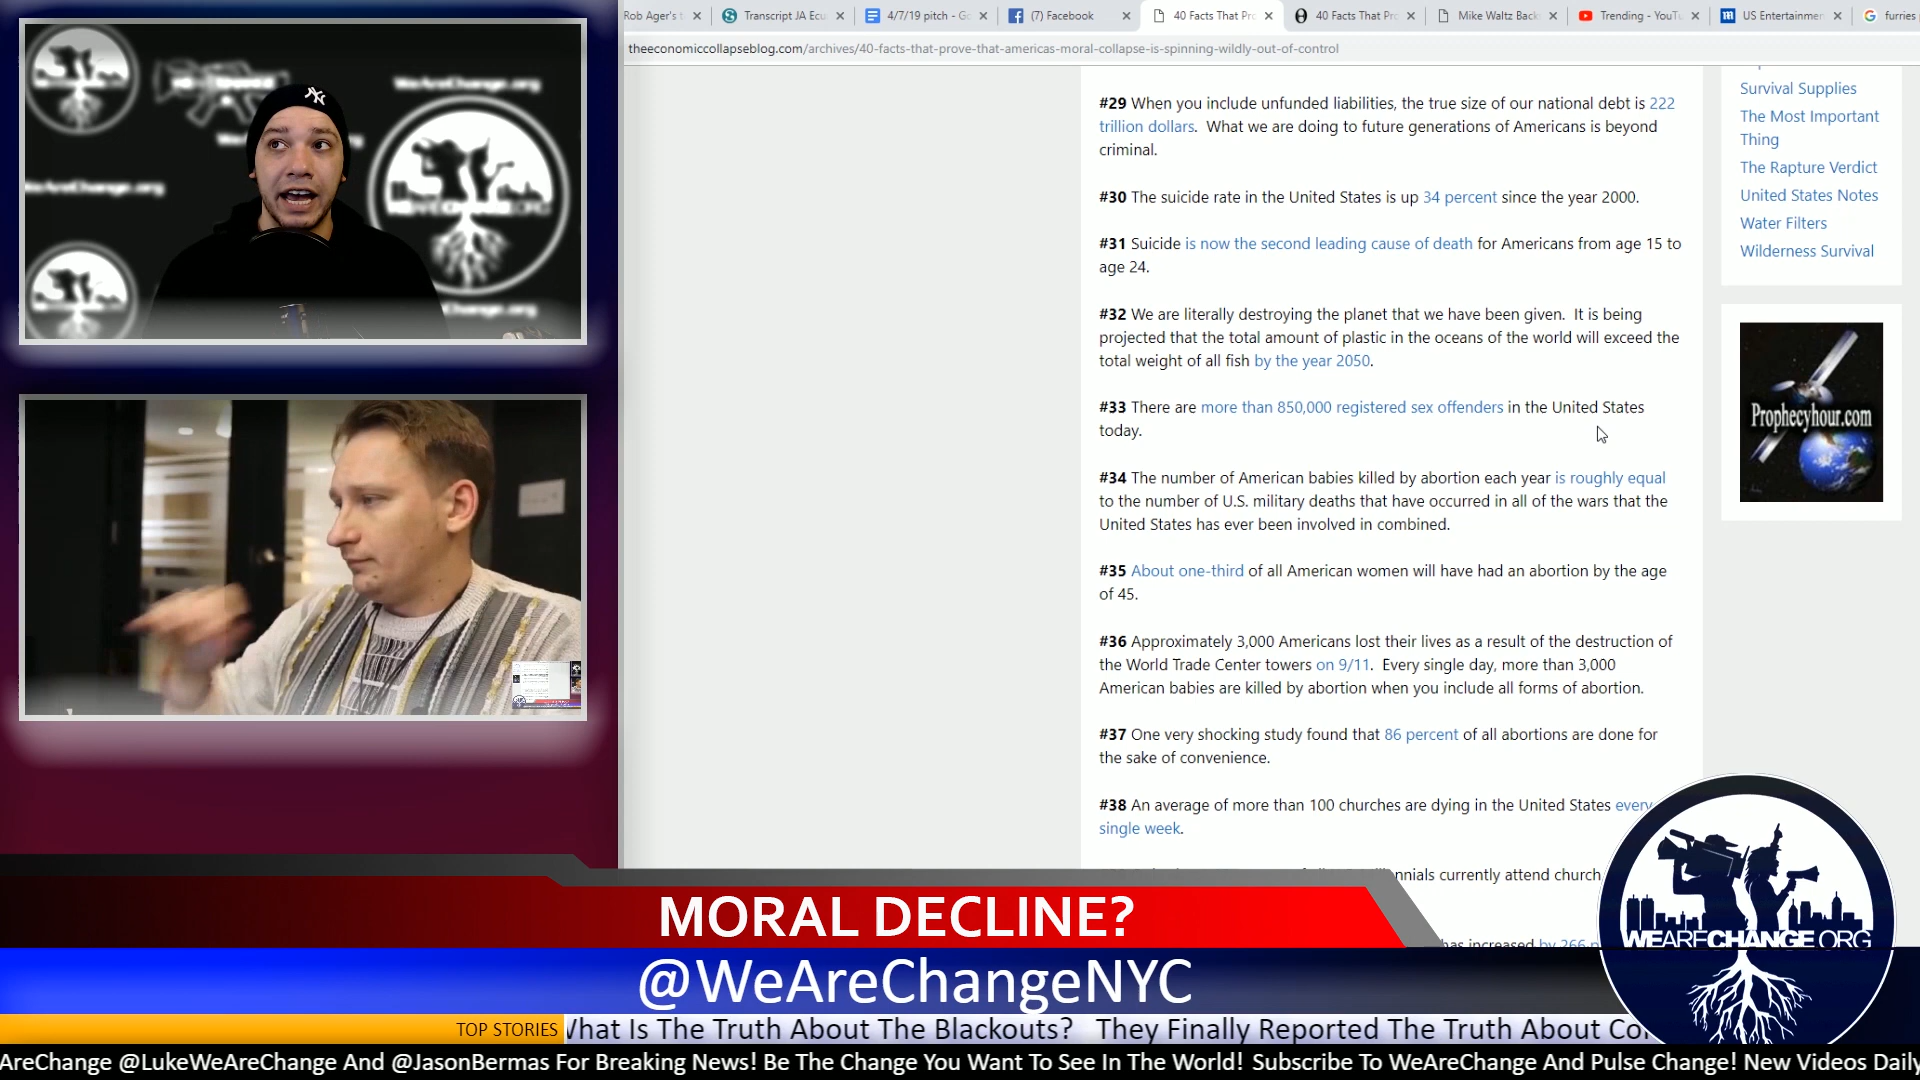 Rob Ager's t
Transcript JA Ecu
4/7/19 pitch - Go
(7) Facebook
40 Facts That Pro
40 Facts That Pro
Mike Waltz Back
Trending - YouTu
US Entertainmen
furries
theeconomiccollapseblog.com/archives/40-facts-that-prove-that-americas-moral-collapse-is-spinning-wildly-out-of-control
WeAreChange.org
WeAreChange.org
#29 When you include unfunded liabilities, the true size of our national debt is 222
trillion dollars. What we are doing to future generations of Americans is beyond
criminal.
#30 The suicide rate in the United States is up 34 percent since the year 2000.
#31 Suicide is now the second leading cause of death for Americans from age 15 to
age 24.
#32 We are literally destroying the planet that we have been given. It is being
projected that the total amount of plastic in the oceans of the world will exceed the
total weight of all fish by the year 2050.
#33 There are more than 850,000 registered sex offenders in the United States
today.
#34 The number of American babies killed by abortion each year is roughly equal
to the number of U.S. military deaths that have occurred in all of the wars that the
United States has ever been involved in combined.
#35 About one-third of all American women will have had an abortion by the age
of 45.
#36 Approximately 3,000 Americans lost their lives as a result of the destruction of
the World Trade Center towers on 9/11. Every single day, more than 3,000
American babies are killed by abortion when you include all forms of abortion.
#37 One very shocking study found that 86 percent of all abortions are done for
the sake of convenience.
#38 An average of more than 100 churches are dying in the United States every
single week.
nnials currently attend church
has increased by 266 p
Survival Supplies
The Most Important
Thing
The Rapture Verdict
United States Notes
Water Filters
Wilderness Survival
Prophecyhour.com
MORAL DECLINE?
@WeAreChangeNYC
WEARECHANGE.ORG
TOP STORIES
What Is The Truth About The Blackouts? They Finally Reported The Truth About Co
AreChange @LukeWeAreChange And @JasonBermas For Breaking News! Be The Change You Want To See In The World! Subscribe To WeAreChange And Pulse Change! New Videos Daily